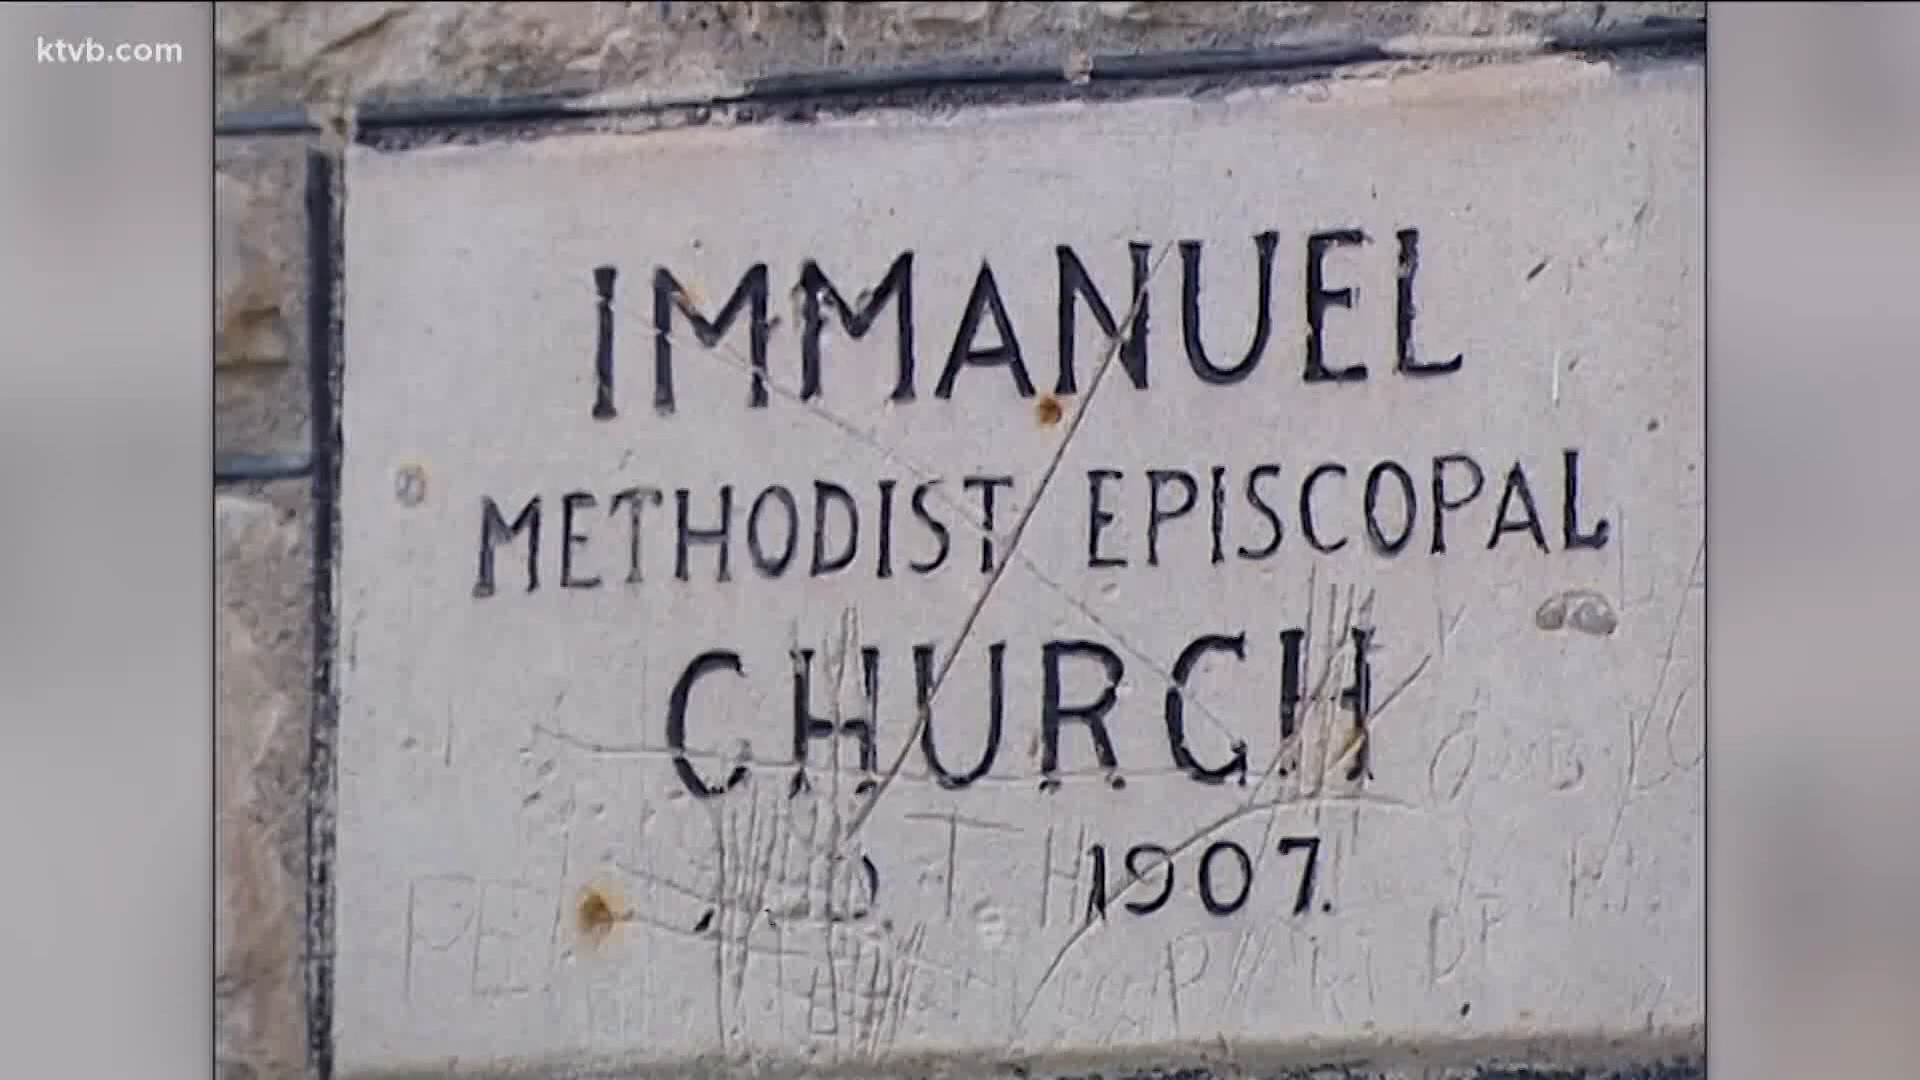 ktvb.com
IMMANUEL
METHODIST EPISCOPAL
CHURCH
1907.